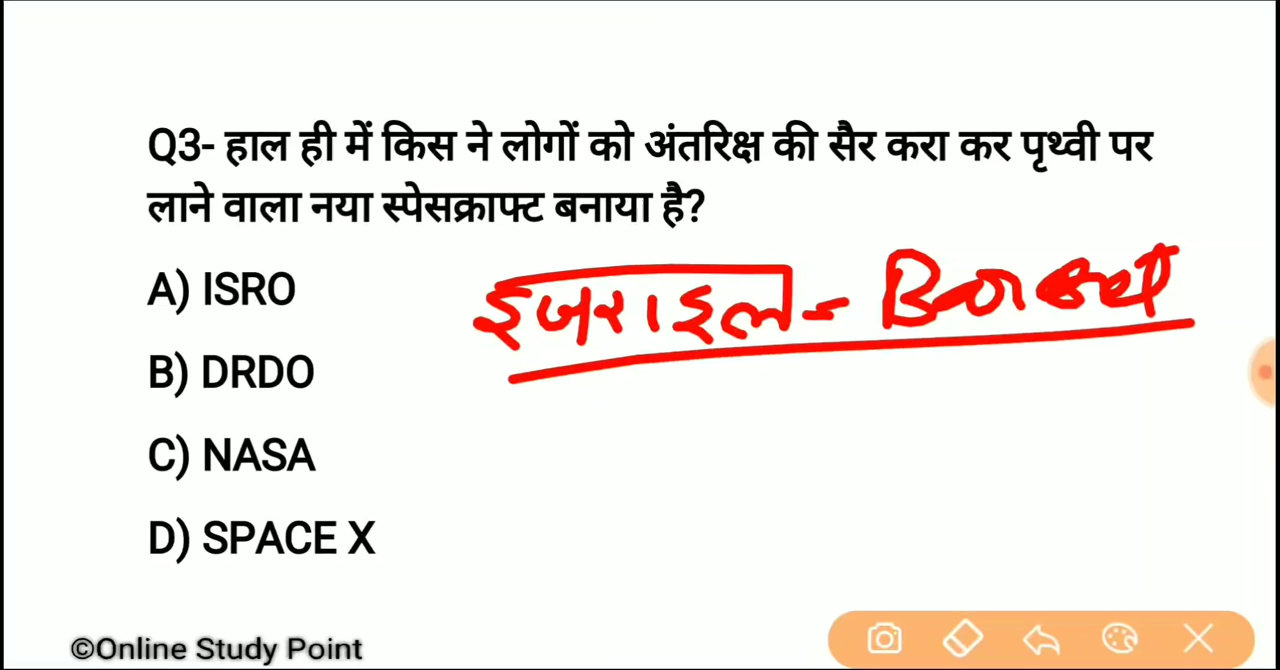 Q3- हाल ही में किस ने लोगों को अंतरिक्ष की सैर करा कर पृथ्वी पर
लाने वाला नया स्पेसक्राफ्ट बनाया है?
इजराइल =
A) ISRO
B) DRDO
C) NASA
D) SPACE X
©Online Study Point